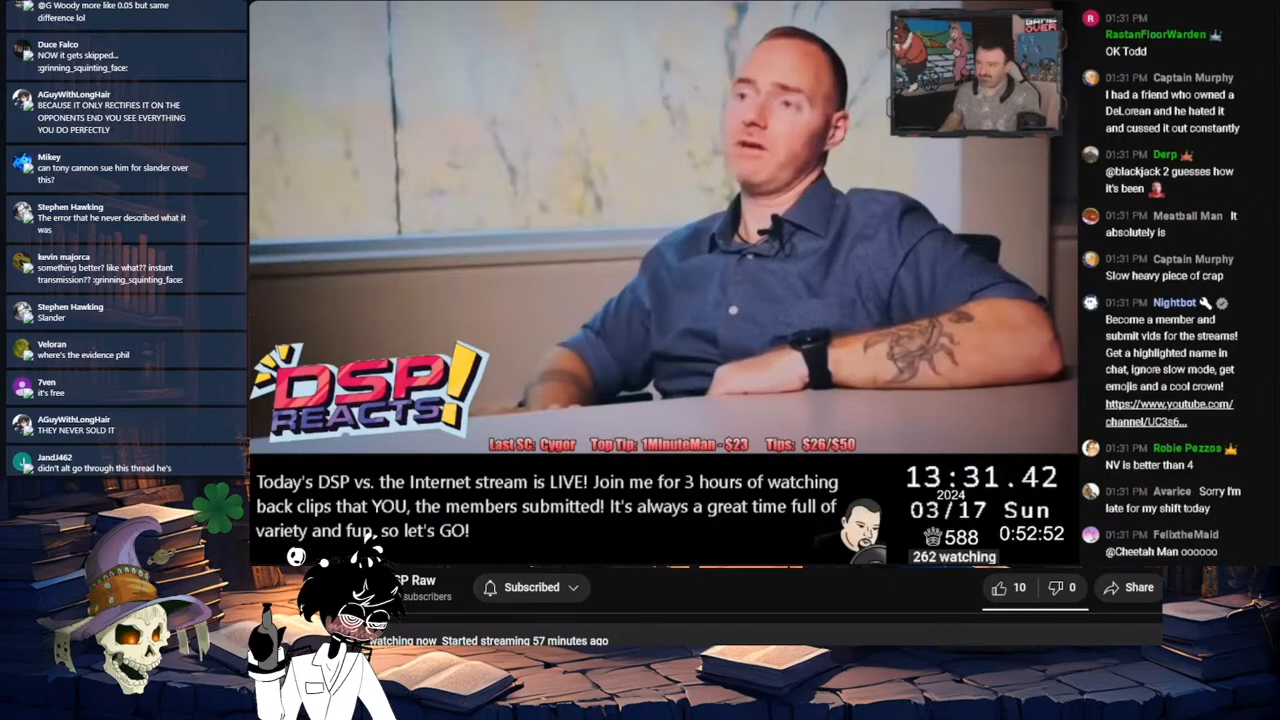 @G Woody more like 0.05 but same
difference lol
Duce Falco
NOW it gets skipped...
:grinning_squinting_face:
AGuyWithLongHair
BECAUSE IT ONLY RECTIFIES IT ON THE
OPPONENTS END YOU SEE EVERYTHING
YOU DO PERFECTLY
Mikey
can tony cannon sue him for slander over
this?
Stephen Hawking
The error that he never described what it
was
kevin majorca
something better? like what?? instant
transmission?? :grinning_squinting_face:
Stephen Hawking
Slander
Veloran
where's the evidence phil
7ven
it's free
AGuyWithLongHair
THEY NEVER SOLD IT
JandJ462
didn't alt go through this thread he's
GAME
OVER
DSP
REACTS!
Last SC: Cygor Top Tip: 1MinuteMan - $23 Tips: $26/$50
Today's DSP vs. the Internet stream is LIVE! Join me for 3 hours of watching
back clips that YOU, the members submitted! It's always a great time full of
variety and fun, so let's GO!
13:31.42
2024
03/17 Sun
588
0:52:52
262 watching
SP Raw
subscribers
Subscribed
10
0
Share
watching now Started streaming 57 minutes ago
R
01:31 PM
RastanFloorWarden
OK Todd
01:31 PM Captain Murphy
I had a friend who owned a
DeLorean and he hated it
and cussed it out constantly
01:31 PM Derp
@blackjack 2 guesses how
it's been
01:31 PM Meatball Man It
absolutely is
01:31 PM Captain Murphy
Slow heavy piece of crap
01:31 PM Nightbot
Become a member and
submit vids for the streams!
Get a highlighted name in
chat, ignore slow mode, get
emojis and a cool crown!
https://www.youtube.com/
channel/UC3s6...
01:31 PM Robie Pezzos
NV is better than 4
01:31 PM Avarice Sorry I'm
late for my shift today
01:31 PM FelixtheMaid
@Cheetah Man oooooo